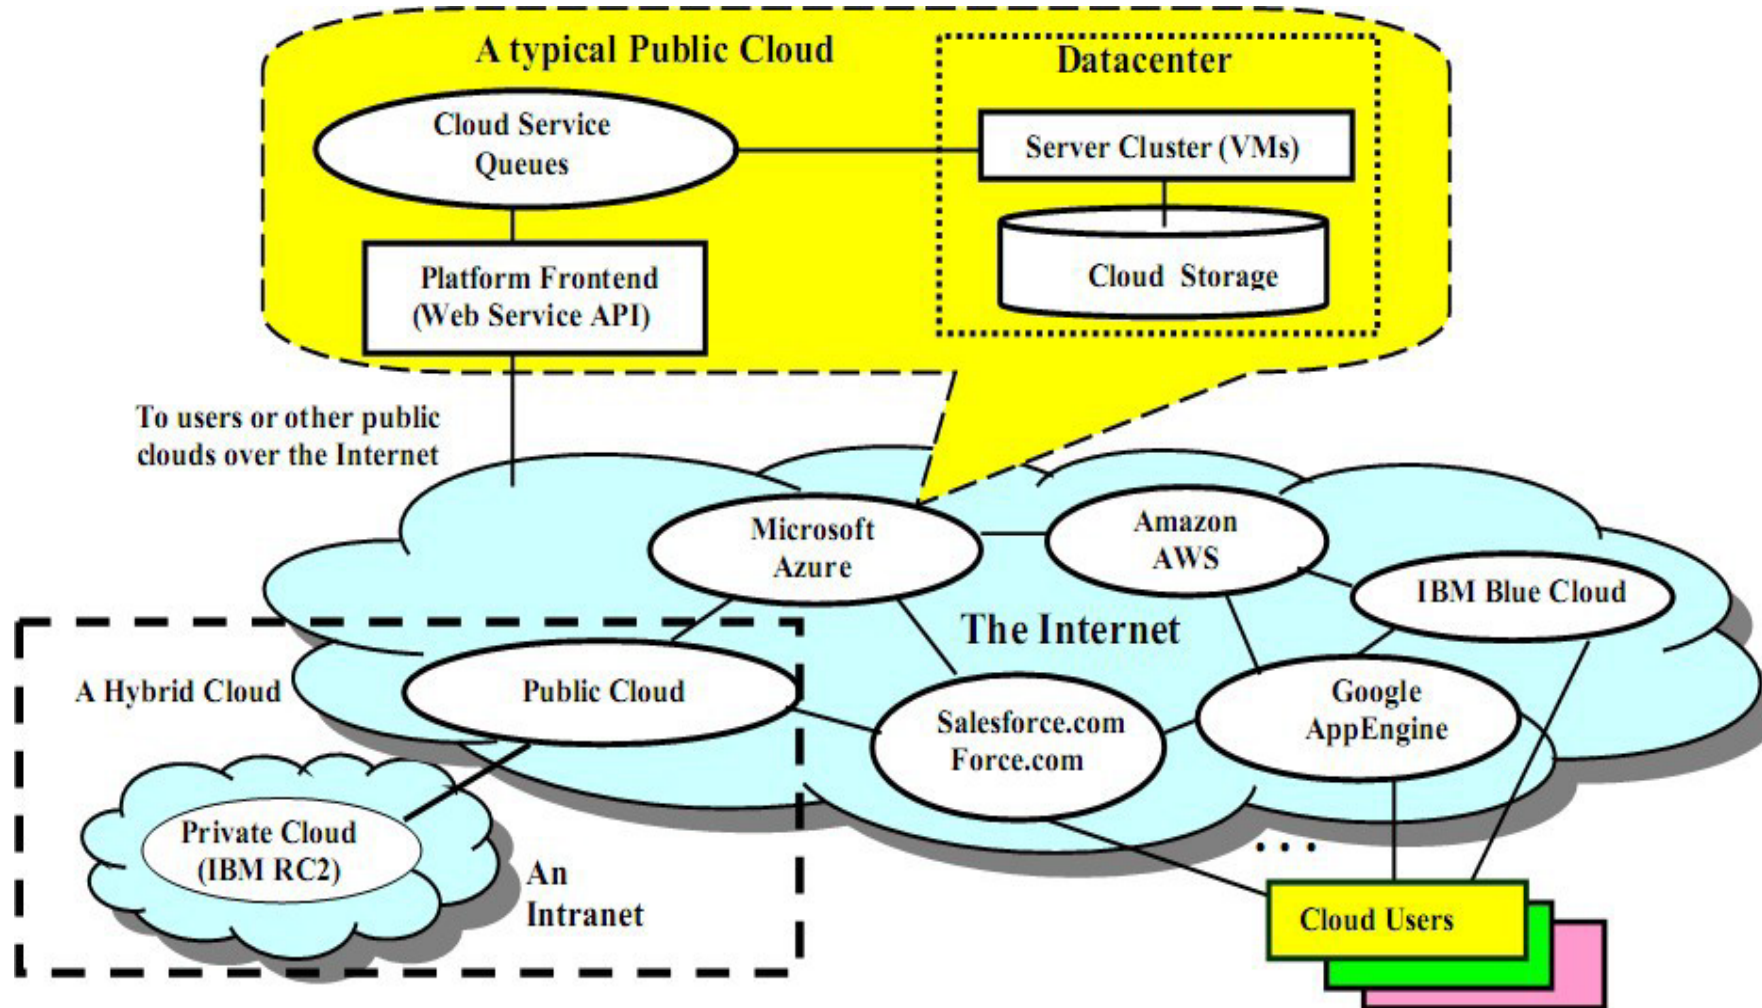 A typical Public Cloud
Datacenter
Cloud Service
Queues
Server Cluster (VMs)
Platform Frontend
(Web Service API)
Cloud Storage
To users or other public
clouds over the Internet
Microsoft
Azure
Amazon
AWS
IBM Blue Cloud
The Internet
A Hybrid Cloud
Public Cloud
Salesforce.com
Force.com
Google
AppEngine
Private Cloud
(IBM RC2)
An
Intranet
...
Cloud Users